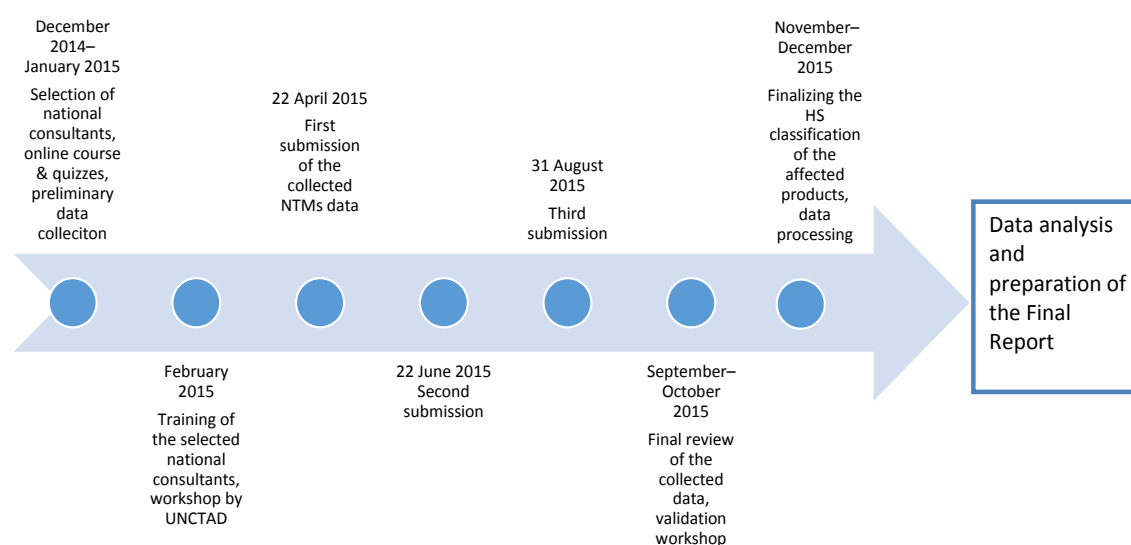 December
2014–
January 2015
Selection of
national
consultants,
online course
& quizzes,
preliminary
data
colleciton
February
2015
Training of
the selected
national
consultants,
workshop by
UNCTAD
22 April 2015
First
submission
of the
collected
NTMs data
22 June 2015
Second
submission
31 August
2015
Third
submission
September–
October
2015
Final review
of the
collected
data,
validation
workshop
November–
December
2015
Finalizing the
HS
classification
of the
affected
products,
data
processing
Data analysis
and
preparation of
the Final
Report